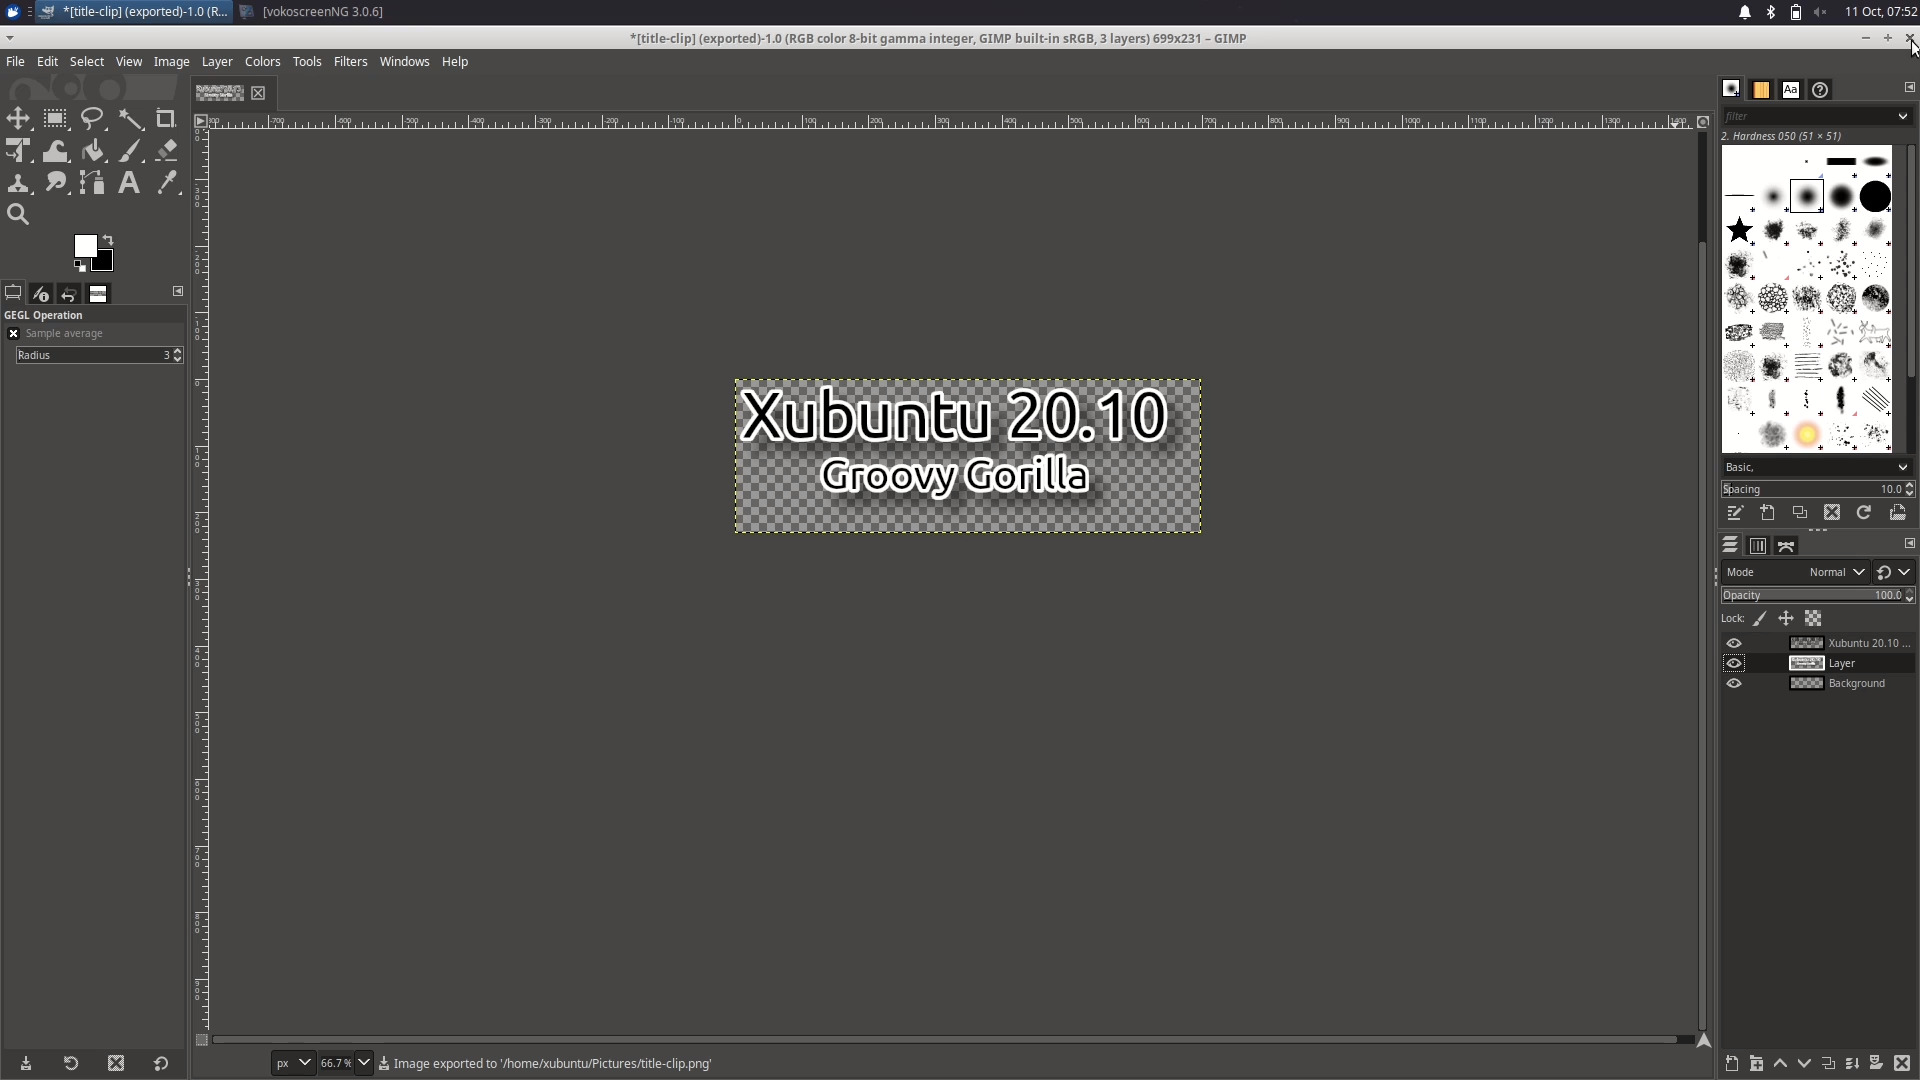 *[title-clip] (exported)-1.0 (R...
[vokoscreenNG 3.0.6]
11 Oct, 07:52
*[title-clip] (exported)-1.0 (RGB color 8-bit gamma integer, GIMP built-in sRGB, 3 layers) 699x231 – GIMP
File Edit Select View Image Layer Colors Tools Filters Windows Help
Aa
filter
2. Hardness 050 (51 × 51)
GEGL Operation
Sample average
Radius 3
Xubuntu 20.10
Groovy Gorilla
Basic,
Spacing 10.0
Mode Normal
Opacity 100.0
Lock:
Xubuntu 20.10 ...
Layer
Background
px 66.7 % Image exported to '/home/xubuntu/Pictures/title-clip.png'